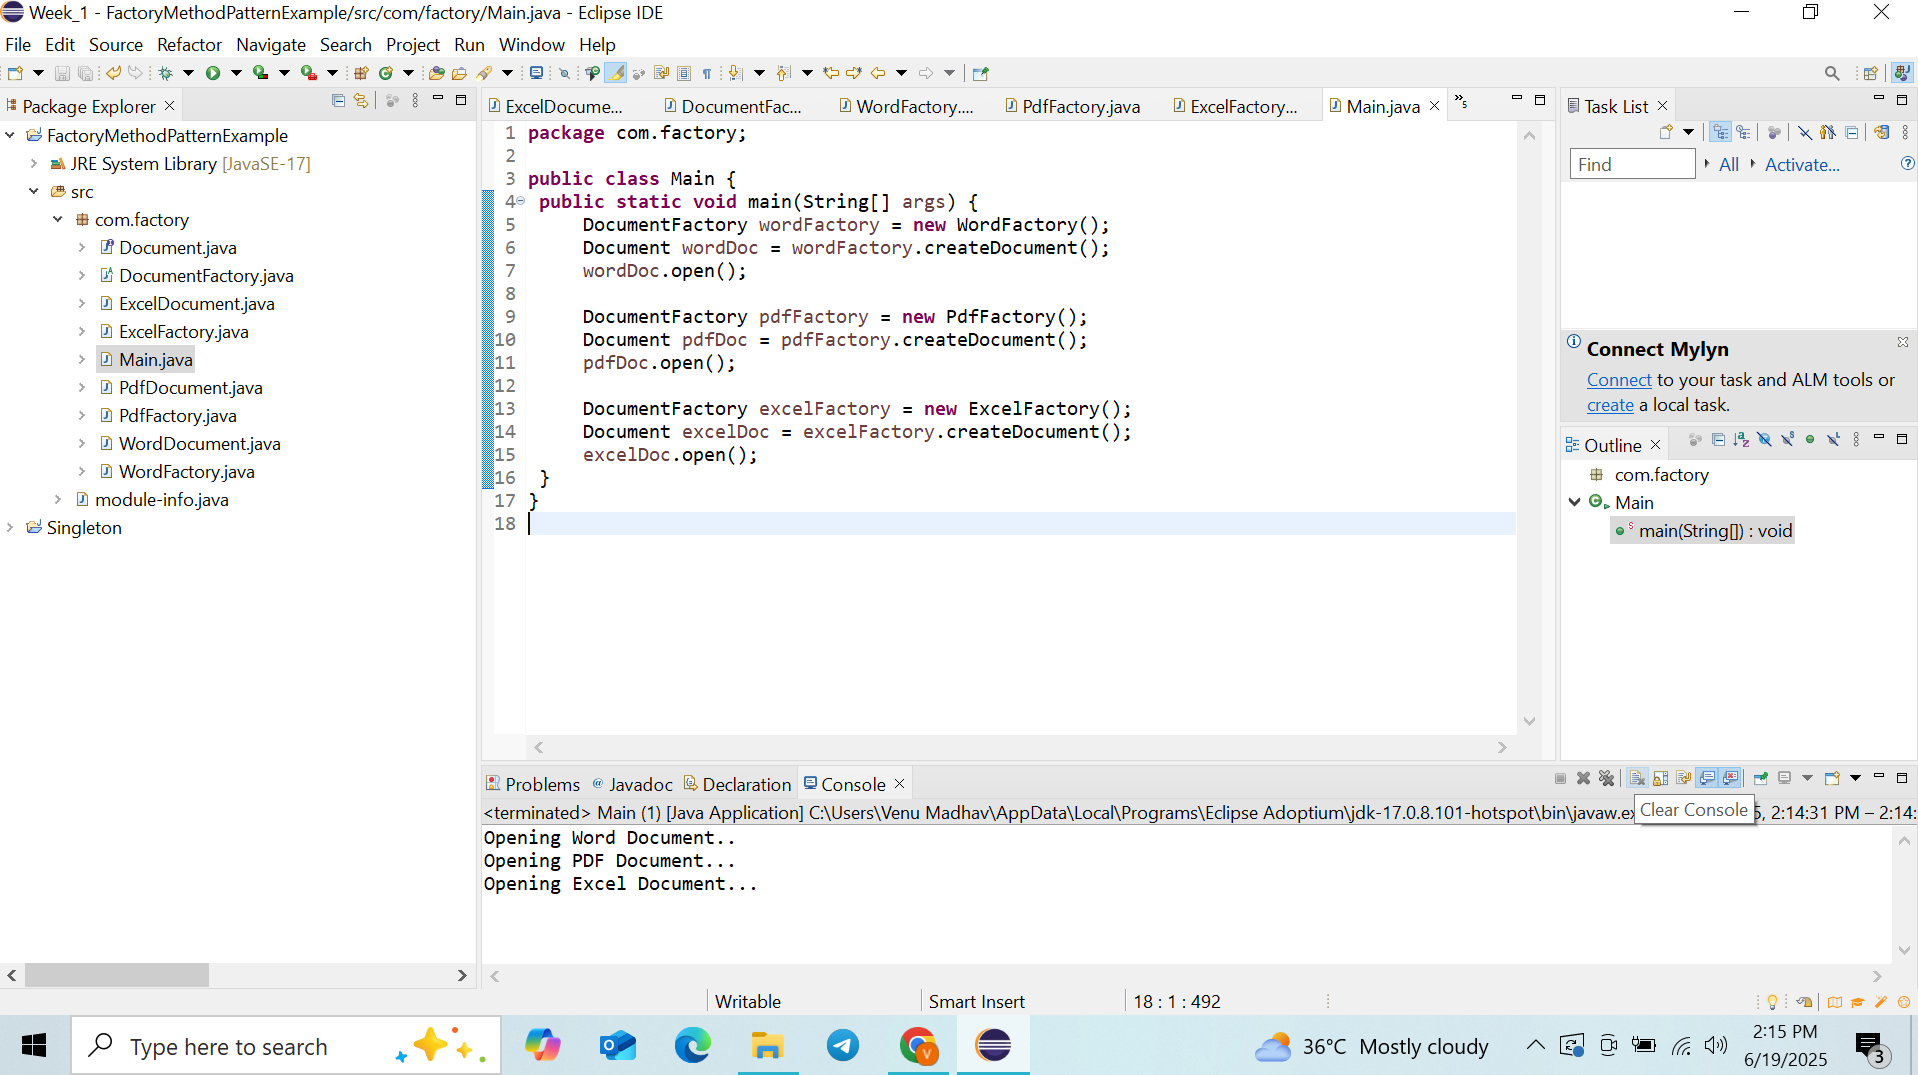 Week_1 - FactoryMethodPatternExample/src/com/factory/Main.java - Eclipse IDE
File Edit Source Refactor Navigate Search Project Run Window Help
Package Explorer
FactoryMethodPatternExample
JRE System Library [JavaSE-17]
src
com.factory
Document.java
DocumentFactory.java
ExcelDocument.java
ExcelFactory.java
Main.java
PdfDocument.java
PdfFactory.java
WordDocument.java
WordFactory.java
module-info.java
Singleton
ExcelDocume... DocumentFac... WordFactory.... PdfFactory.java ExcelFactory... Main.java »5
1 package com.factory;
2
3 public class Main {
4 public static void main(String[] args) {
5 DocumentFactory wordFactory = new WordFactory();
6 Document wordDoc = wordFactory.createDocument();
7 wordDoc.open();
8
9 DocumentFactory pdfFactory = new PdfFactory();
10 Document pdfDoc = pdfFactory.createDocument();
11 pdfDoc.open();
12
13 DocumentFactory excelFactory = new ExcelFactory();
14 Document excelDoc = excelFactory.createDocument();
15 excelDoc.open();
16 }
17 }
18
Task List
Find All Activate...
Connect Mylyn
Connect to your task and ALM tools or
create a local task.
Outline
com.factory
Main
main(String[]) : void
Problems Javadoc Declaration Console
<terminated> Main (1) [Java Application] C:\Users\Venu Madhav\AppData\Local\Programs\Eclipse Adoptium\jdk-17.0.8.101-hotspot\bin\javaw.ex 5, 2:14:31 PM – 2:14:
Clear Console
Opening Word Document..
Opening PDF Document...
Opening Excel Document...
Writable Smart Insert 18 : 1 : 492
Type here to search
36°C Mostly cloudy
2:15 PM
6/19/2025
3